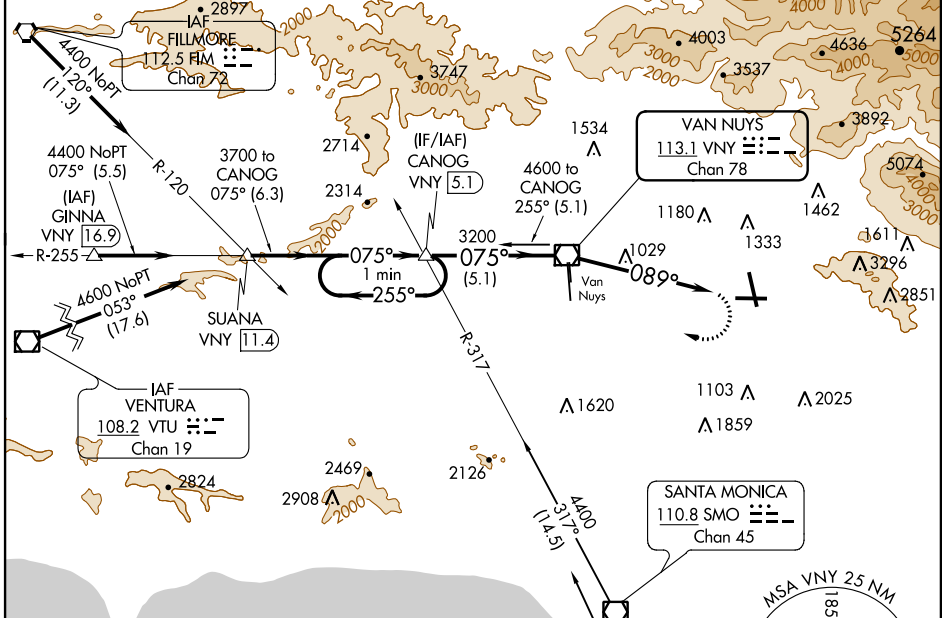 2897
4000
IAF
FILLMORE
112.5 FIM
Chan 72
4400 NoPT
120°
(11.3)
3747
3000
4003
3000
2000
3537
4636
4000
5264
5000
3892
4400 NoPT
075° (5.5)
R-120
3700 to
CANOG
075° (6.3)
2714
(IF/IAF)
CANOG
VNY 5.1
1534
4600 to
CANOG
255° (5.1)
VAN NUYS
113.1 VNY
Chan 78
5074
4000
3000
(IAF)
GINNA
VNY 16.9
2314
2000
1180
1333
1462
1611
3296
2851
R-255
075°
1 min
255°
3200
075°
(5.1)
Van
Nuys
1029
089°
4600 NoPT
053°
(17.6)
SUANA
VNY 11.4
R-317
IAF
VENTURA
108.2 VTU
Chan 19
1620
1103
1859
2025
2824
2469
2908
2000
2126
4400
317°
(14.5)
SANTA MONICA
110.8 SMO
Chan 45
MSA VNY 25 NM
185